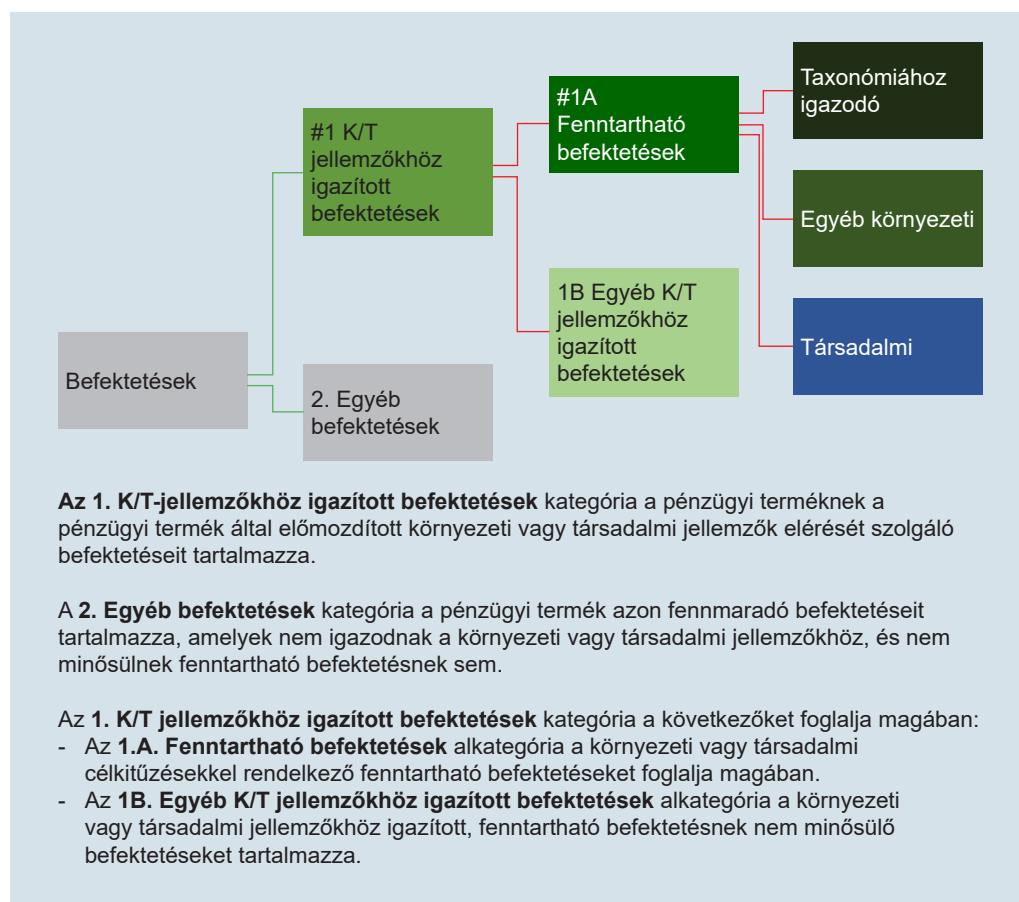 Befektetések
#1 K/T
jellemzőkhöz
igazított
befektetések
2. Egyéb
befektetések
#1A
Fenntartható
befektetések
1B Egyéb K/T
jellemzőkhöz
igazított
befektetések
Taxonómiához
igazodó
Egyéb környezeti
Társadalmi
Az 1. K/T-jellemzőkhöz igazított befektetések kategória a pénzügyi terméknek a
pénzügyi termék által előmozdított környezeti vagy társadalmi jellemzők elérését szolgáló
befektetéseit tartalmazza.
A 2. Egyéb befektetések kategória a pénzügyi termék azon fennmaradó befektetéseit
tartalmazza, amelyek nem igazodnak a környezeti vagy társadalmi jellemzőkhöz, és nem
minősülnek fenntartható befektetésnek sem.
Az 1. K/T jellemzőkhöz igazított befektetések kategória a következőket foglalja magában:
- Az 1.A. Fenntartható befektetések alkategória a környezeti vagy társadalmi
célkitűzésekkel rendelkező fenntartható befektetéseket foglalja magában.
- Az 1B. Egyéb K/T jellemzőkhöz igazított befektetések alkategória a környezeti
vagy társadalmi jellemzőkhöz igazított, fenntartható befektetésnek nem minősülő
befektetéseket tartalmazza.